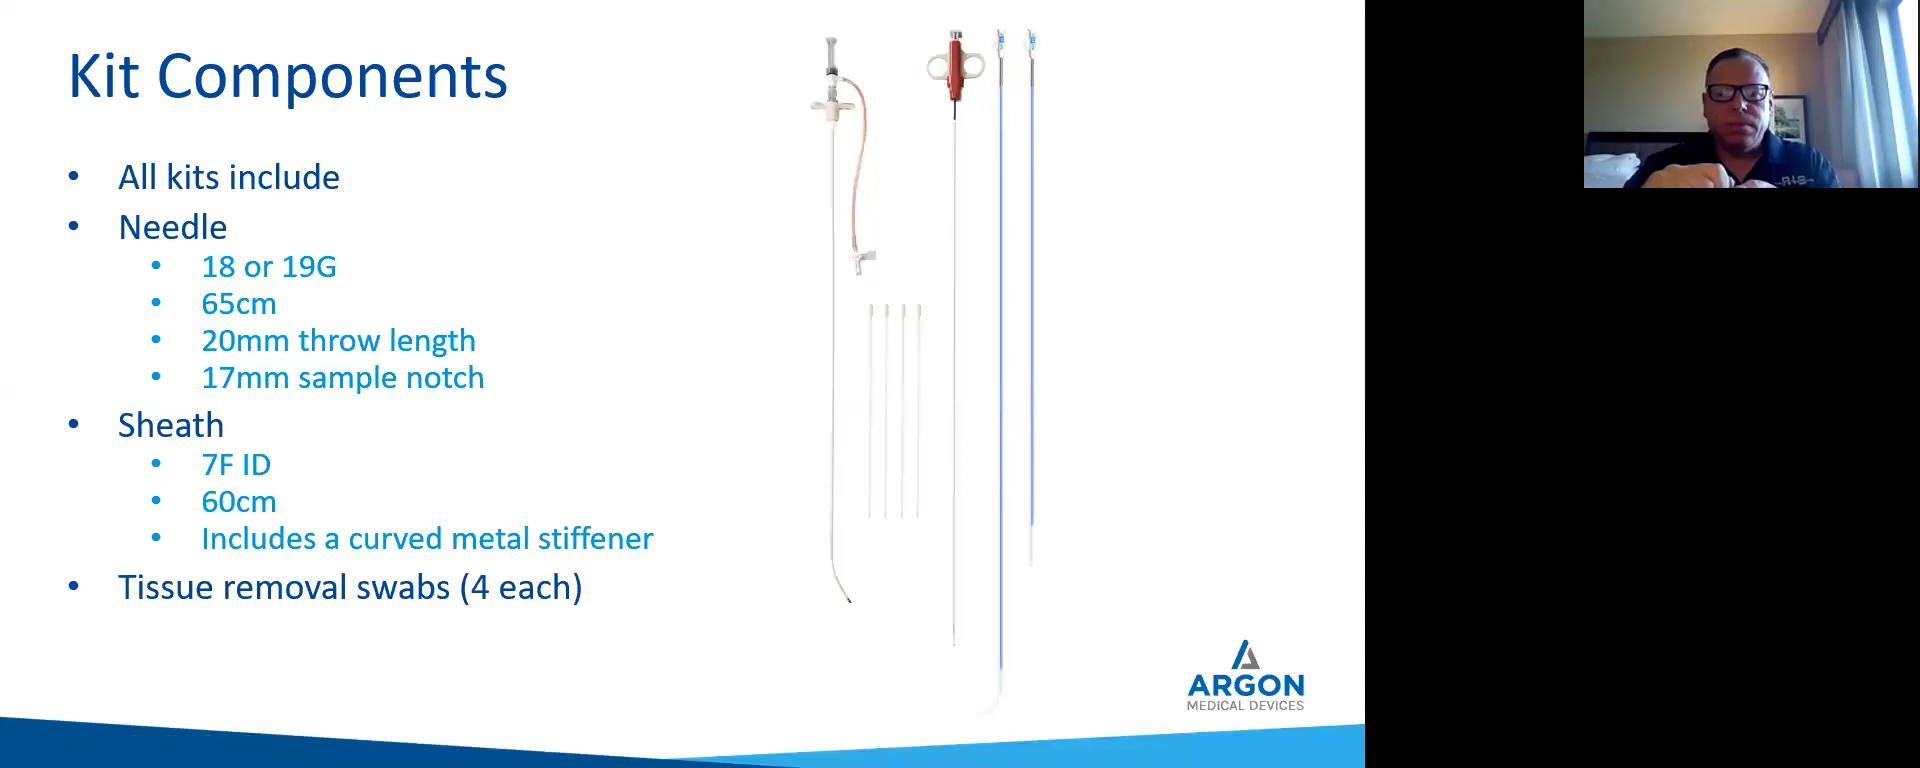 Kit Components
• All kits include
• Needle
• 18 or 19G
• 65cm
• 20mm throw length
• 17mm sample notch
• Sheath
• 7F ID
• 60cm
• Includes a curved metal stiffener
• Tissue removal swabs (4 each)
ARGON
MEDICAL DEVICES